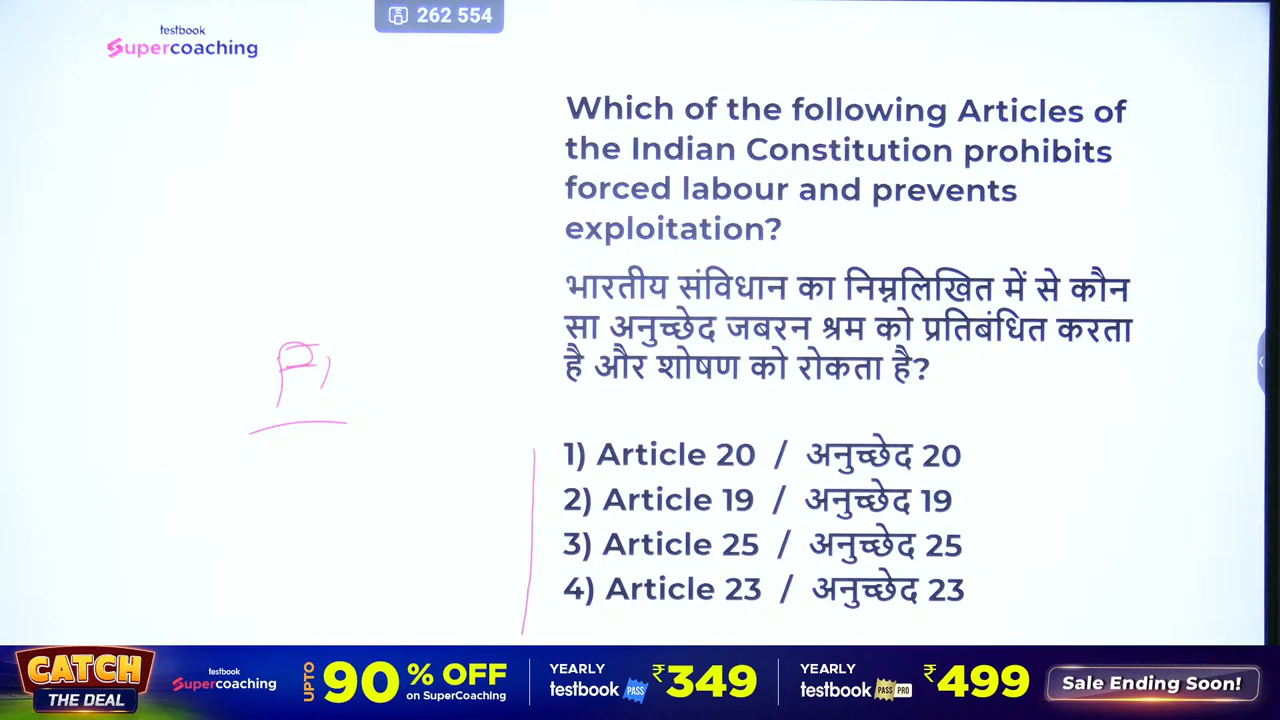 262 554
testbook
Supercoaching
Which of the following Articles of
the Indian Constitution prohibits
forced labour and prevents
exploitation?
भारतीय संविधान का निम्नलिखित में से कौन
सा अनुच्छेद जबरन श्रम को प्रतिबंधित करता
है और शोषण को रोकता है?
1) Article 20 / अनुच्छेद 20
2) Article 19 / अनुच्छेद 19
3) Article 25 / अनुच्छेद 25
4) Article 23 / अनुच्छेद 23
CATCH
THE DEAL
testbook
Supercoaching
UPTO
90% OFF
on SuperCoaching
YEARLY
testbook PASS
₹349
YEARLY
testbook PASS PRO
₹499
Sale Ending Soon!